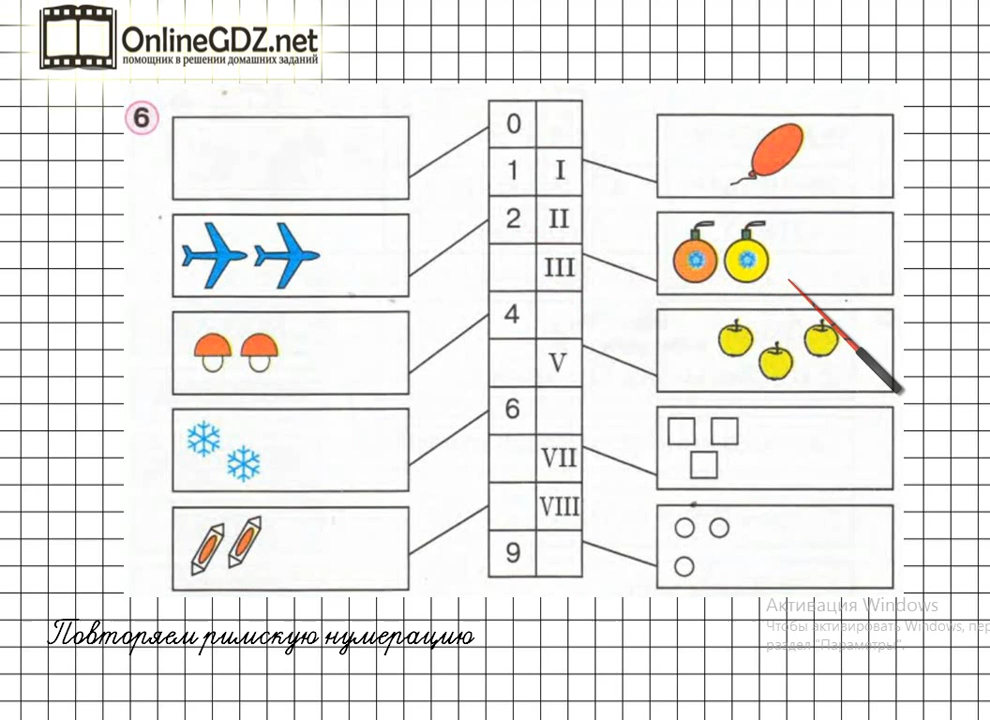 OnlineGDZ.net
помощник в решении домашних заданий
6
0
1 I
2 II
III
4
V
6
VII
VIII
9
Повторяем римскую нумерацию
Активация Windows
Чтобы активировать Windows, пер
раздел "Параметры".